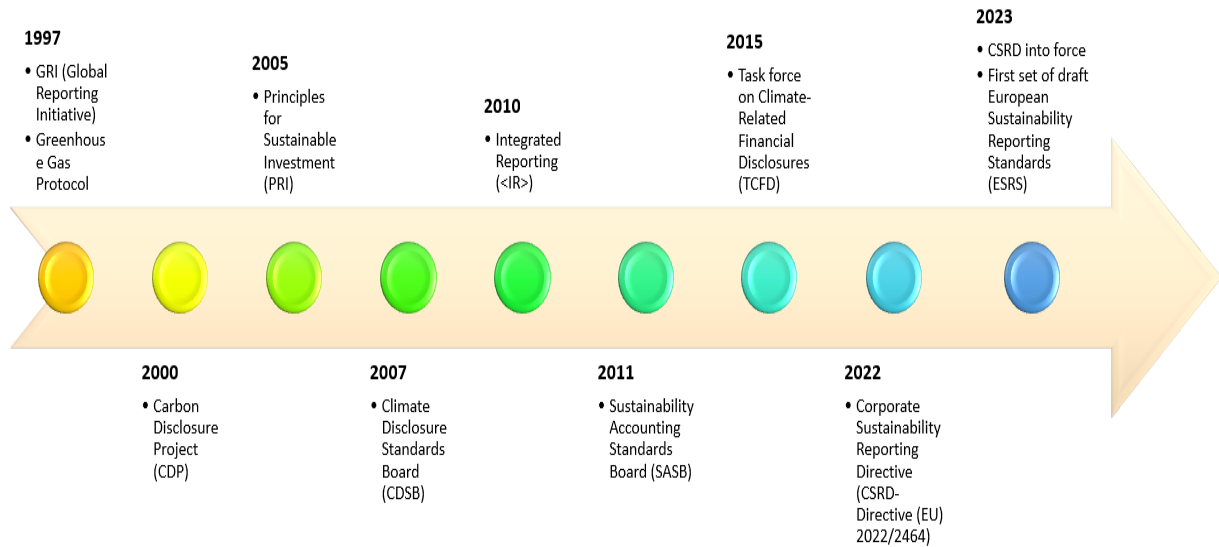 1997
• GRI (Global
Reporting
Initiative)
• Greenhous
e Gas
Protocol
2000
• Carbon
Disclosure
Project
(CDP)
2005
• Principles
for
Sustainable
Investment
(PRI)
2007
• Climate
Disclosure
Standards
Board
(CDSB)
2010
• Integrated
Reporting
(<IR>)
2011
• Sustainability
Accounting
Standards
Board (SASB)
2015
• Task force
on Climate-
Related
Financial
Disclosures
(TCFD)
2022
• Corporate
Sustainability
Reporting
Directive
(CSRD-
Directive (EU)
2022/2464)
2023
• CSRD into force
• First set of draft
European
Sustainability
Reporting
Standards
(ESRS)